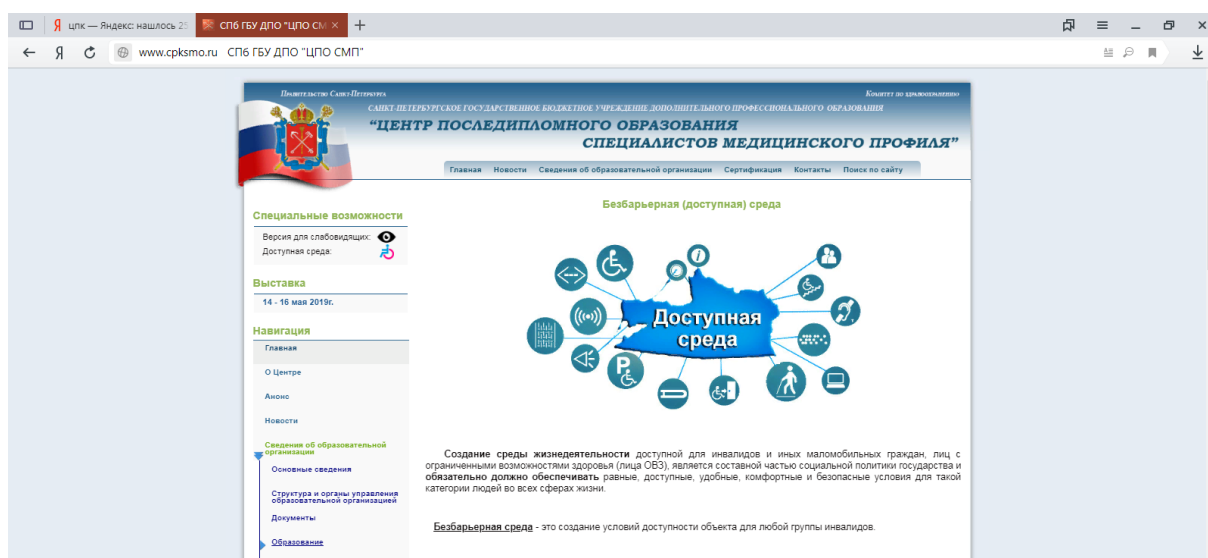 цпк — Яндекс: нашлось 25
СПб ГБУ ДПО "ЦПО СМ
www.cpksmo.ru СПб ГБУ ДПО "ЦПО СМП"
Правительство Санкт-Петербурга
Комитет по здравоохранению
САНКТ-ПЕТЕРБУРГСКОЕ ГОСУДАРСТВЕННОЕ БЮДЖЕТНОЕ УЧРЕЖДЕНИЕ ДОПОЛНИТЕЛЬНОГО ПРОФЕССИОНАЛЬНОГО ОБРАЗОВАНИЯ
"ЦЕНТР ПОСЛЕДИПЛОМНОГО ОБРАЗОВАНИЯ
СПЕЦИАЛИСТОВ МЕДИЦИНСКОГО ПРОФИЛЯ"
Главная Новости Сведения об образовательной организации Сертификация Контакты Поиск по сайту
Специальные возможности
Версия для слабовидящих:
Доступная среда:
Выставка
14 - 16 мая 2019г.
Навигация
Главная
О Центре
Анонс
Новости
Сведения об образовательной
организации
Основные сведения
Структура и органы управления
образовательной организацией
Документы
Образование
Безбарьерная (доступная) среда
Доступная
среда
Создание среды жизнедеятельности доступной для инвалидов и иных маломобильных граждан, лиц с
ограниченными возможностями здоровья (лица ОВЗ), является составной частью социальной политики государства и
обязательно должно обеспечивать равные, доступные, удобные, комфортные и безопасные условия для такой
категории людей во всех сферах жизни.
Безбарьерная среда - это создание условий доступности объекта для любой группы инвалидов.